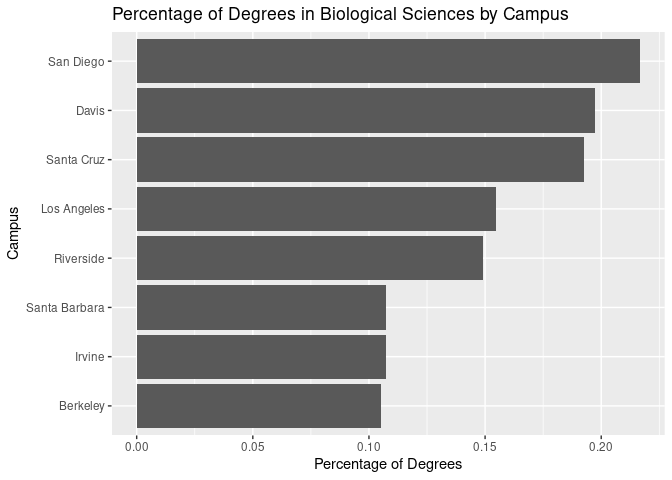 Percentage of Degrees in Biological Sciences by Campus
San Diego
Davis
Santa Cruz
Los Angeles
Riverside
Santa Barbara
Irvine
Berkeley
Campus
0.00 0.05 0.10 0.15 0.20
Percentage of Degrees